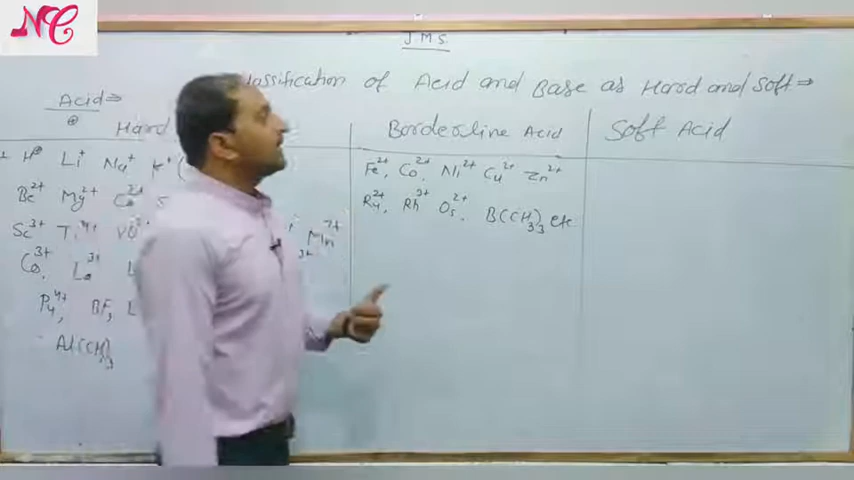 NC
J M S
Classification of Acid and Base as Hard and Soft ⇒
Acid ⇒
Hard
Borderline Acid
Soft Acid
H⊕ Li+ Na+ K+
Be2+ Mg2+ Ca2+
Sc3+ Ti4+
Mn7+
La3+
Pu4+, BF3
Al(CH3)3
Fe2+, Co2+ Ni2+ Cu2+ Zn2+
Ru2+, Rh3+ Os2+. B(CH3)3 etc